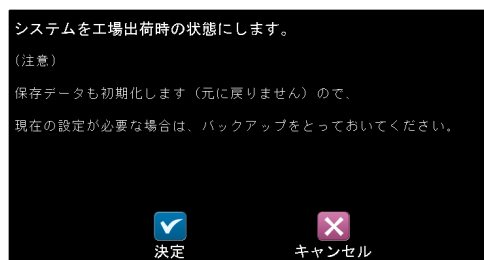 システムを工場出荷時の状態にします。
(注意)
保存データも初期化します（元に戻りません）ので、
現在の設定が必要な場合は、バックアップをとっておいてください。
決定
キャンセル